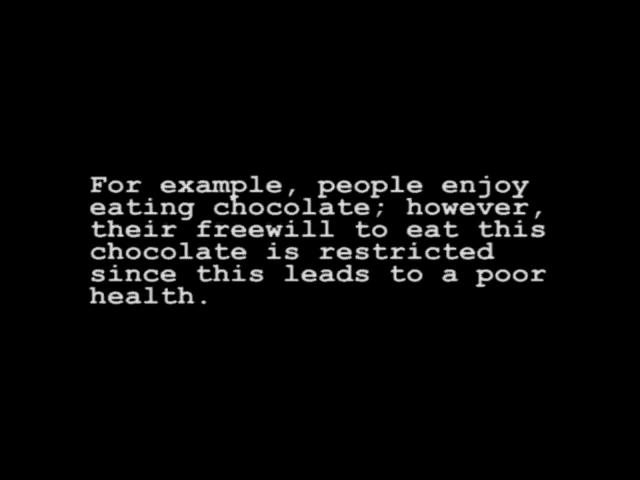 For example, people enjoy
eating chocolate; however,
their freewill to eat this
chocolate is restricted
since this leads to a poor
health.